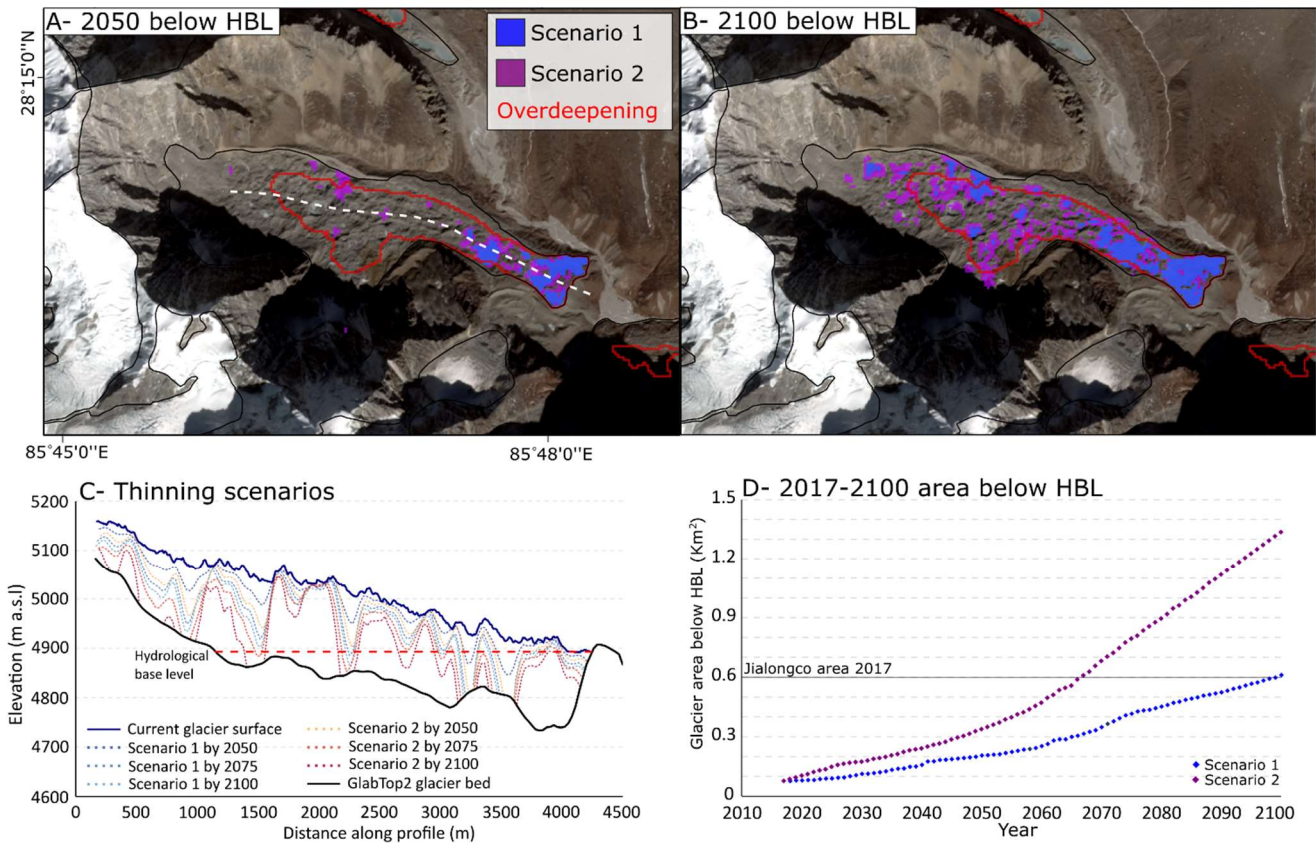 A- 2050 below HBL
Scenario 1
Scenario 2
Overdeepening
B- 2100 below HBL
28°15'0''N
85°45'0''E
85°48'0''E
C- Thinning scenarios
5200
5100
5000
4900
4800
4700
4600
Elevation (m a.s.l)
Hydrological
base level
Current glacier surface
Scenario 1 by 2050
Scenario 1 by 2075
Scenario 1 by 2100
Scenario 2 by 2050
Scenario 2 by 2075
Scenario 2 by 2100
GlabTop2 glacier bed
0 500 1000 1500 2000 2500 3000 3500 4000 4500
Distance along profile (m)
D- 2017-2100 area below HBL
1.5
1.2
0.9
0.6
0.3
0
Glacier area below HBL (Km²)
Jialongco area 2017
Scenario 1
Scenario 2
2010 2020 2030 2040 2050 2060 2070 2080 2090 2100
Year